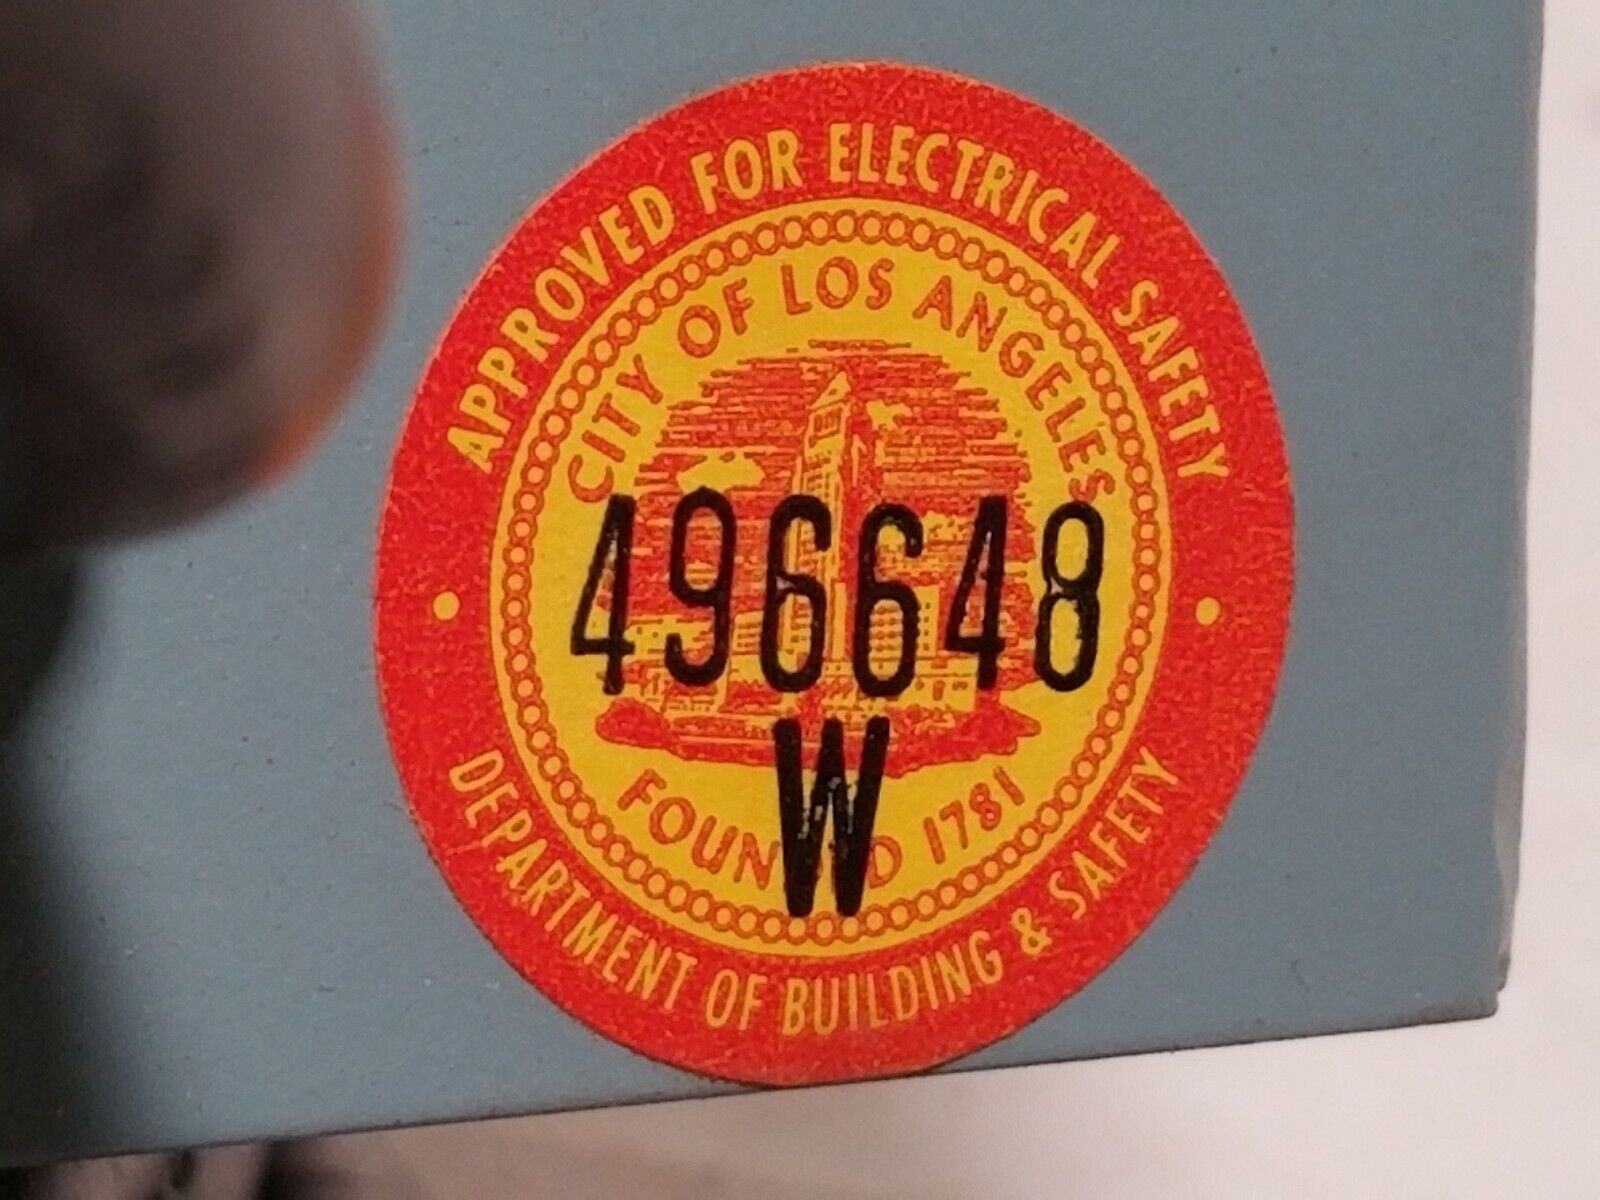 APPROVED FOR ELECTRICAL SAFETY
CITY OF LOS ANGELES
496648
W
FOUNDED 1781
DEPARTMENT OF BUILDING & SAFETY